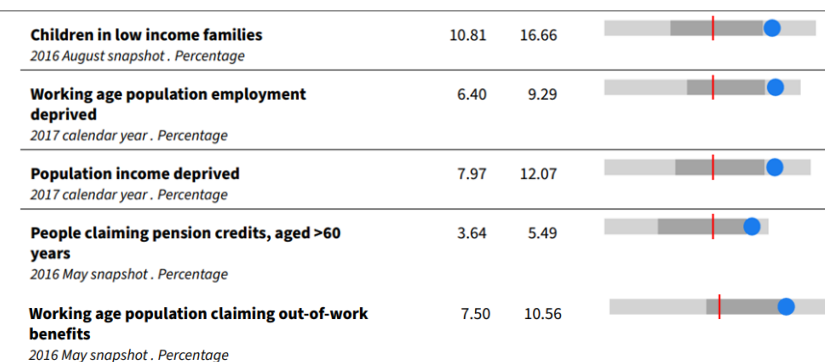 Children in low income families 10.81 16.66
2016 August snapshot . Percentage
Working age population employment 6.40 9.29
deprived
2017 calendar year . Percentage
Population income deprived 7.97 12.07
2017 calendar year . Percentage
People claiming pension credits, aged >60 3.64 5.49
years
2016 May snapshot . Percentage
Working age population claiming out-of-work 7.50 10.56
benefits
2016 May snapshot . Percentage